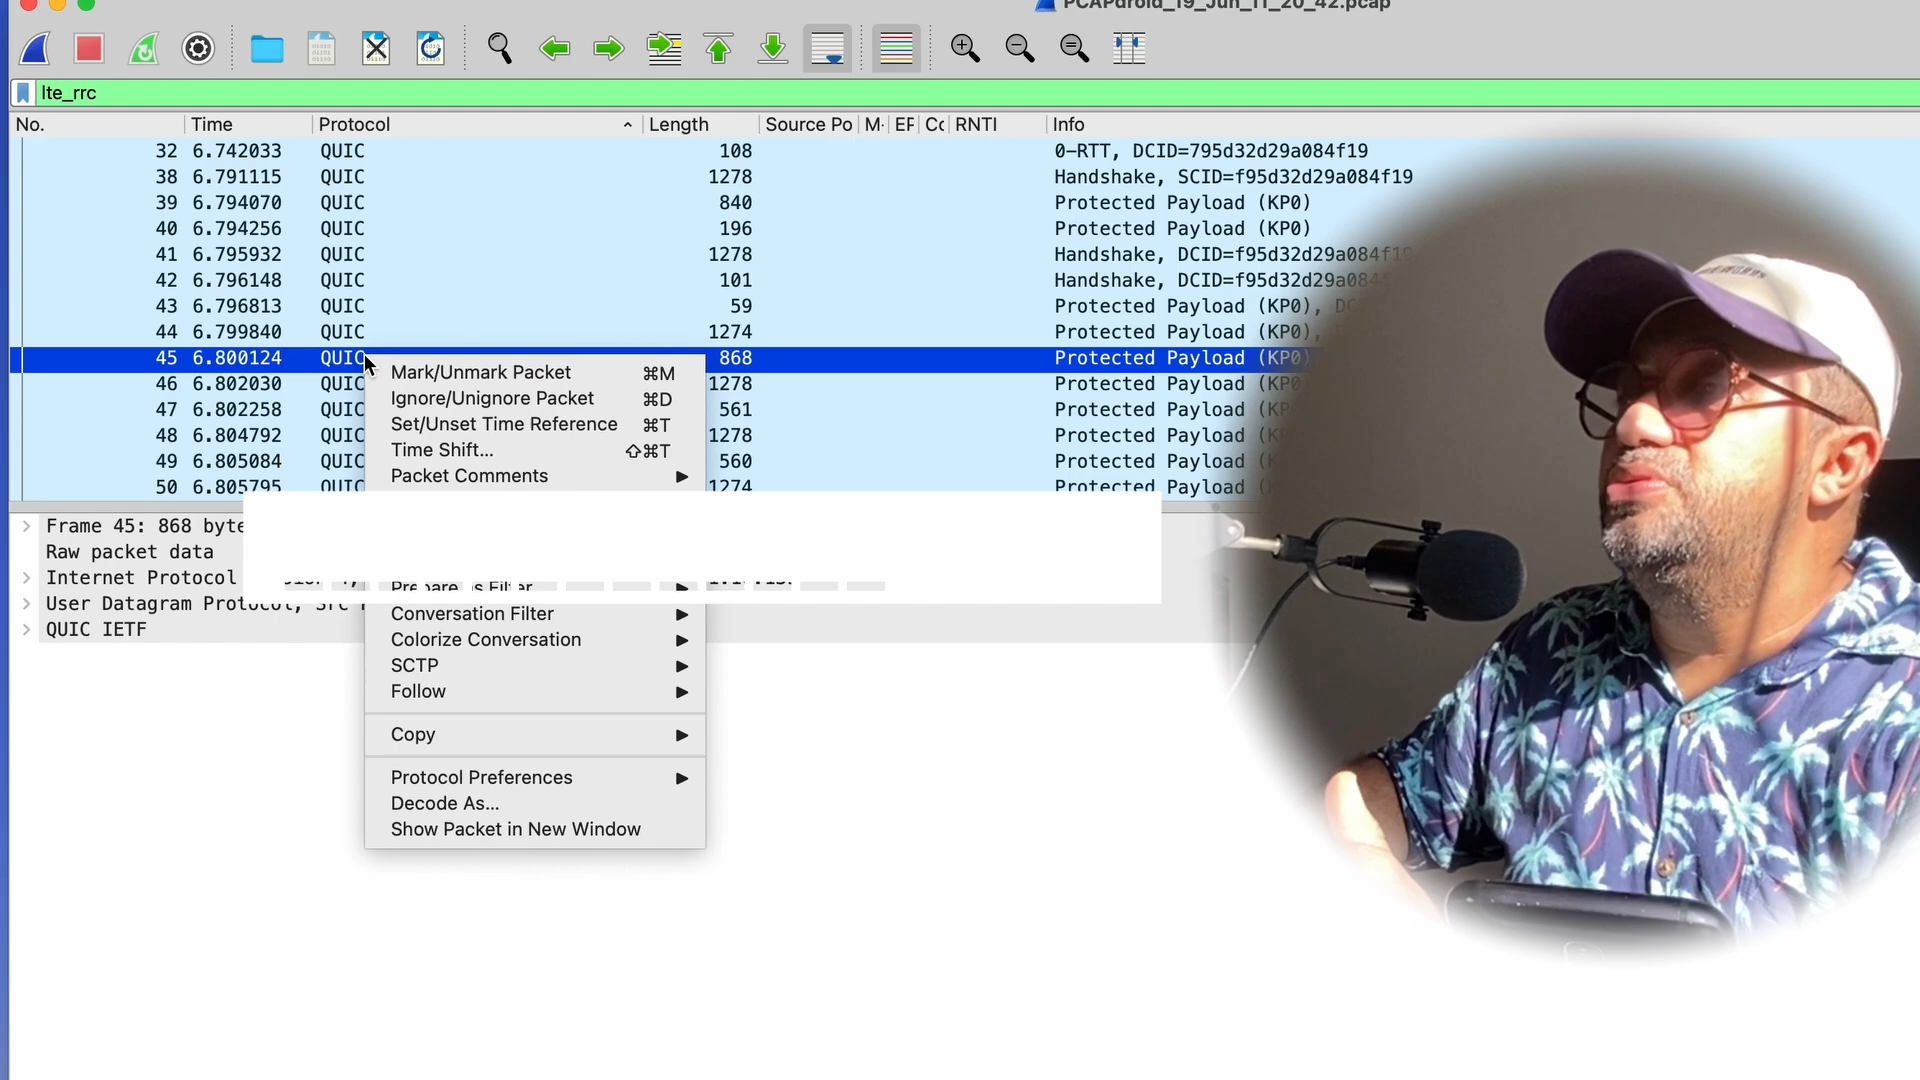 PCAPdroid_19_Jun_11_20_42.pcap
lte_rrc
No. Time Protocol Length Source Po M EF Cc RNTI Info
32 6.742033 QUIC 108 0-RTT, DCID=795d32d29a084f19
38 6.791115 QUIC 1278 Handshake, SCID=f95d32d29a084f19
39 6.794070 QUIC 840 Protected Payload (KP0)
40 6.794256 QUIC 196 Protected Payload (KP0)
41 6.795932 QUIC 1278 Handshake, DCID=f95d32d29a084f19
42 6.796148 QUIC 101 Handshake, DCID=f95d32d29a084
43 6.796813 QUIC 59 Protected Payload (KP0),
44 6.799840 QUIC 1274 Protected Payload (KP0),
45 6.800124 QUIC 868 Protected Payload (KP0)
46 6.802030 QUIC 1278 Protected Payload (KP0
47 6.802258 QUIC 561 Protected Payload (KP
48 6.804792 QUIC 1278 Protected Payload (KP
49 6.805084 QUIC 560 Protected Payload (K
50 6.805795 QUIC 1274 Protected Payload (
Mark/Unmark Packet ⌘M
Ignore/Unignore Packet ⌘D
Set/Unset Time Reference ⌘T
Time Shift... ⇧⌘T
Packet Comments
Conversation Filter
Colorize Conversation
SCTP
Follow
Copy
Protocol Preferences
Decode As...
Show Packet in New Window
Frame 45: 868 byte
Raw packet data
Internet Protocol
User Datagram Protocol, Src
QUIC IETF